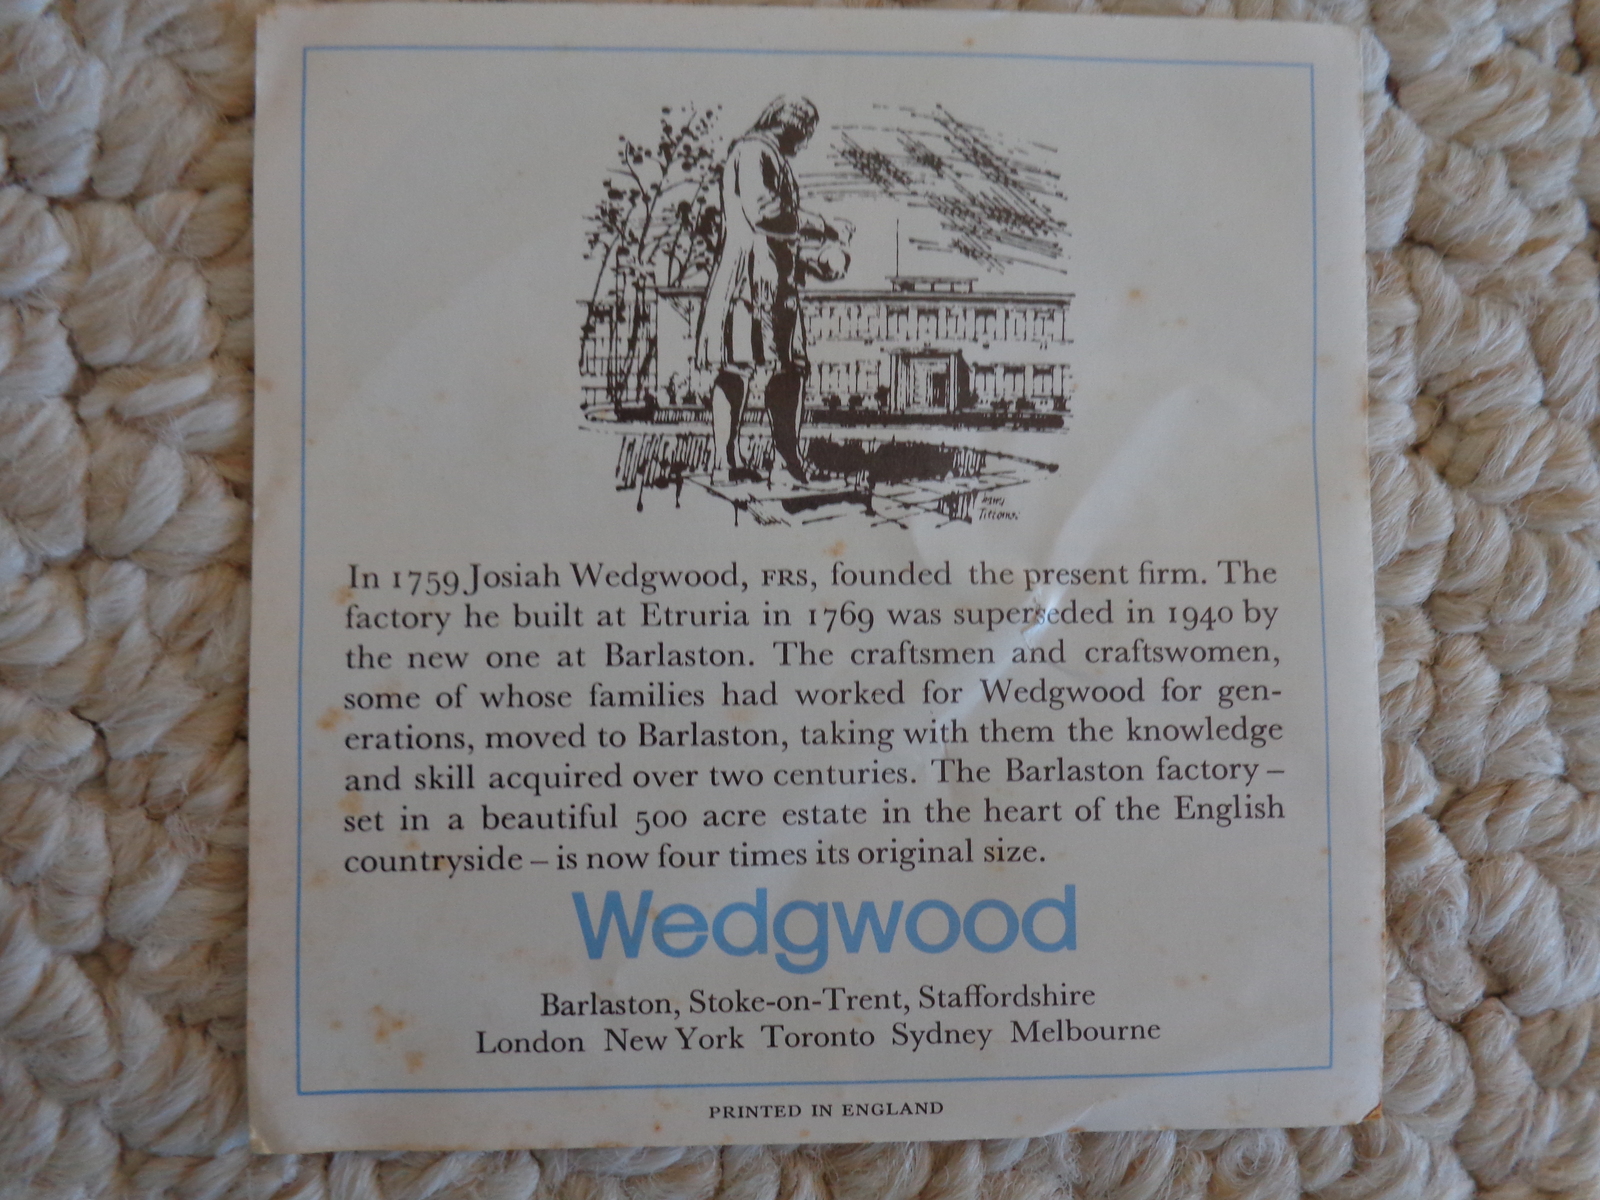 In 1759 Josiah Wedgwood, FRS, founded the present firm. The
factory he built at Etruria in 1769 was superseded in 1940 by
the new one at Barlaston. The craftsmen and craftswomen,
some of whose families had worked for Wedgwood for gen-
erations, moved to Barlaston, taking with them the knowledge
and skill acquired over two centuries. The Barlaston factory –
set in a beautiful 500 acre estate in the heart of the English
countryside – is now four times its original size.
Wedgwood
Barlaston, Stoke-on-Trent, Staffordshire
London New York Toronto Sydney Melbourne
PRINTED IN ENGLAND